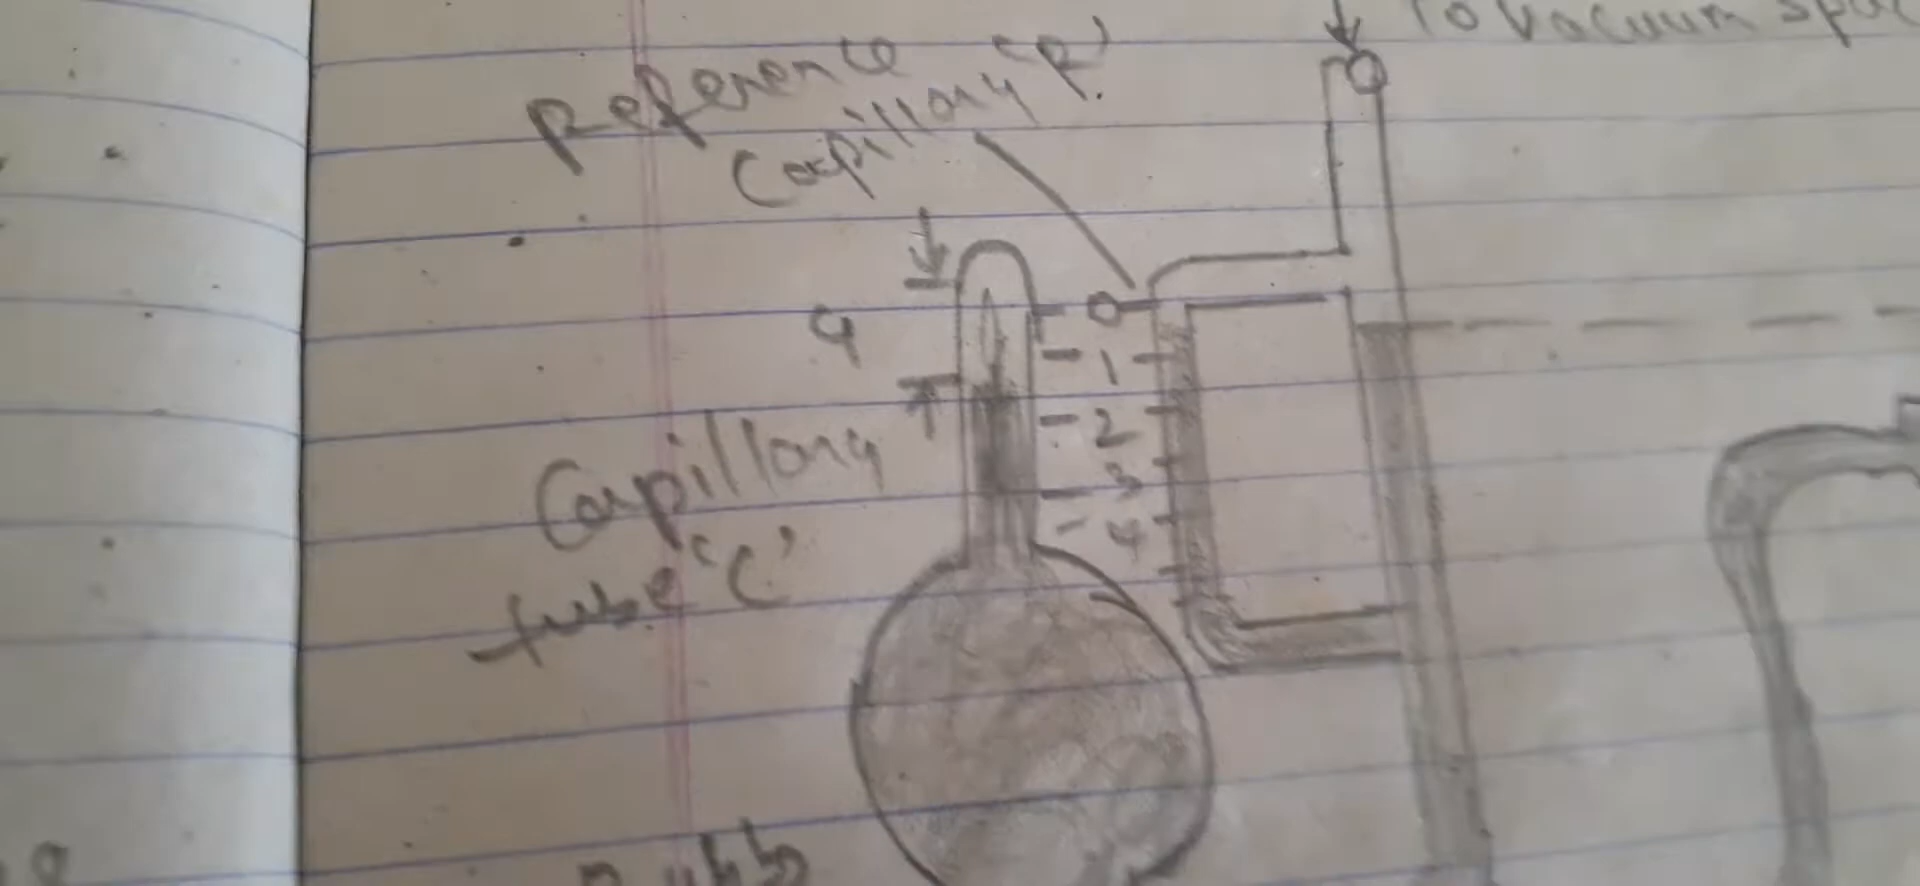 To vacuum
Reference
Capillary 'R'
y
0
1
2
3
4
Capillary
tube 'C'